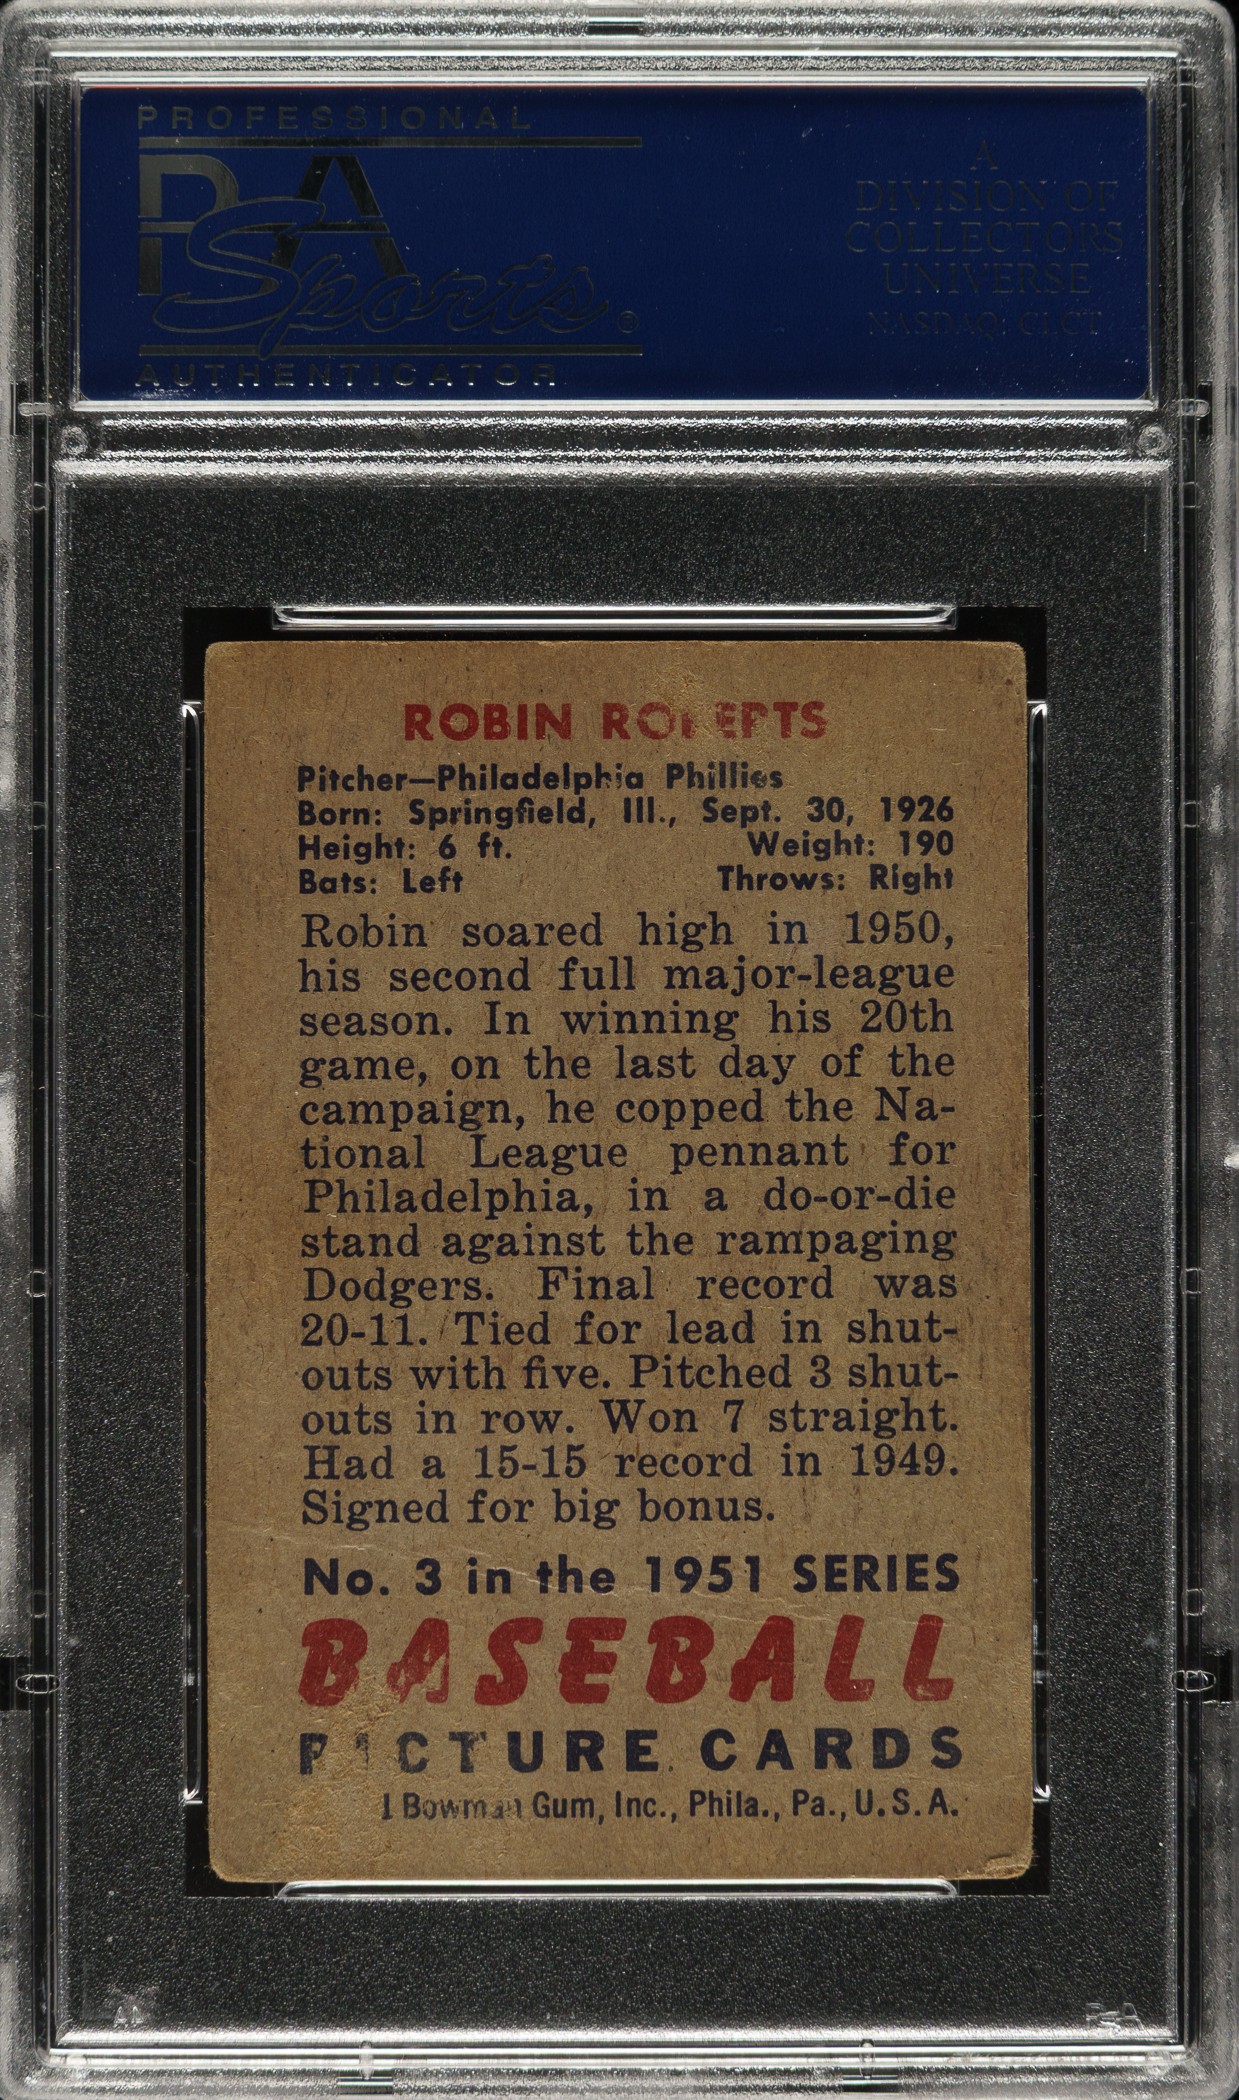 PROFESSIONAL
PSA
Sports®
AUTHENTICATOR
A
DIVISION OF
COLLECTORS
UNIVERSE
NASDAQ: CLCT
ROBIN ROBERTS
Pitcher—Philadelphia Phillies
Born: Springfield, Ill., Sept. 30, 1926
Height: 6 ft. Weight: 190
Bats: Left Throws: Right
Robin soared high in 1950,
his second full major-league
season. In winning his 20th
game, on the last day of the
campaign, he copped the Na-
tional League pennant for
Philadelphia, in a do-or-die
stand against the rampaging
Dodgers. Final record was
20-11. Tied for lead in shut-
outs with five. Pitched 3 shut-
outs in row. Won 7 straight.
Had a 15-15 record in 1949.
Signed for big bonus.
No. 3 in the 1951 SERIES
BASEBALL
PICTURE CARDS
Bowman Gum, Inc., Phila., Pa., U.S.A.
PSA